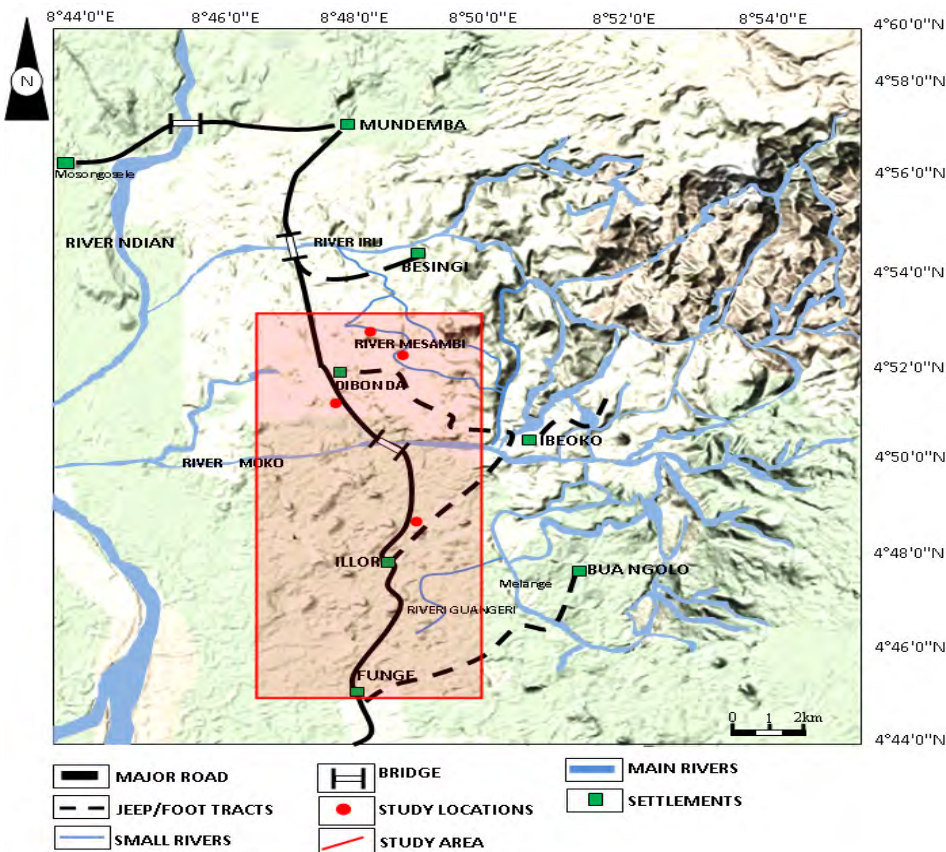 8°44'0''E 8°46'0''E 8°48'0''E 8°50'0''E 8°52'0''E 8°54'0''E
4°60'0''N
N
4°58'0''N
MUNDEMBA
Mosongosele
4°56'0''N
RIVER NDIAN
RIVER IRU
BESINGI
4°54'0''N
RIVER MESAMBI
4°52'0''N
DIBONDA
IBEOKO
RIVER MOKO
4°50'0''N
4°48'0''N
ILLOR
BUA NGOLO
Melange
RIVERI GUANGERI
4°46'0''N
FUNGE
0 1 2km
4°44'0''N
MAJOR ROAD
BRIDGE
MAIN RIVERS
JEEP/FOOT TRACTS
STUDY LOCATIONS
SETTLEMENTS
SMALL RIVERS
STUDY AREA